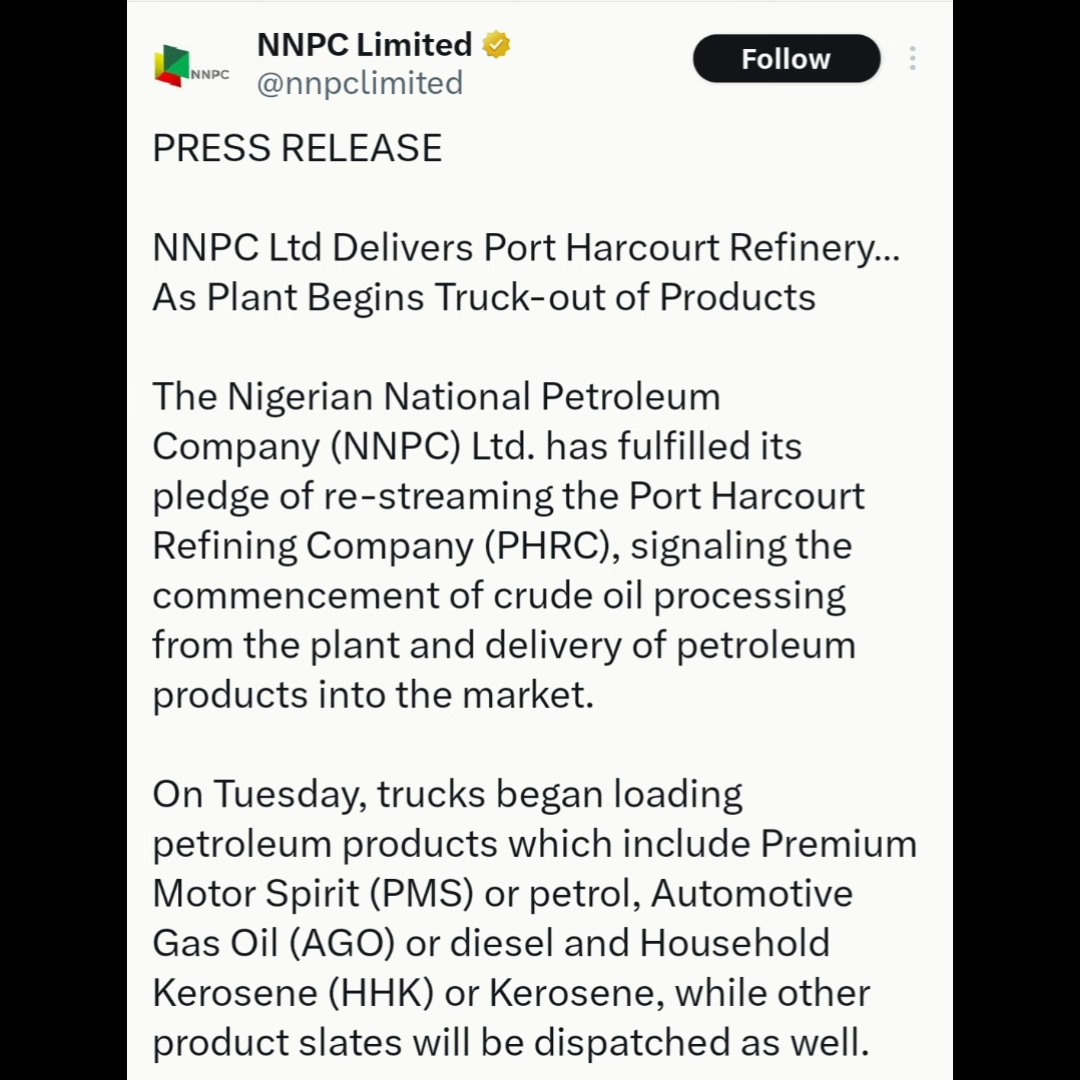 NNPC Limited
NNPC
@nnpclimited
Follow
PRESS RELEASE
NNPC Ltd Delivers Port Harcourt Refinery...
As Plant Begins Truck-out of Products
The Nigerian National Petroleum
Company (NNPC) Ltd. has fulfilled its
pledge of re-streaming the Port Harcourt
Refining Company (PHRC), signaling the
commencement of crude oil processing
from the plant and delivery of petroleum
products into the market.
On Tuesday, trucks began loading
petroleum products which include Premium
Motor Spirit (PMS) or petrol, Automotive
Gas Oil (AGO) or diesel and Household
Kerosene (HHK) or Kerosene, while other
product slates will be dispatched as well.